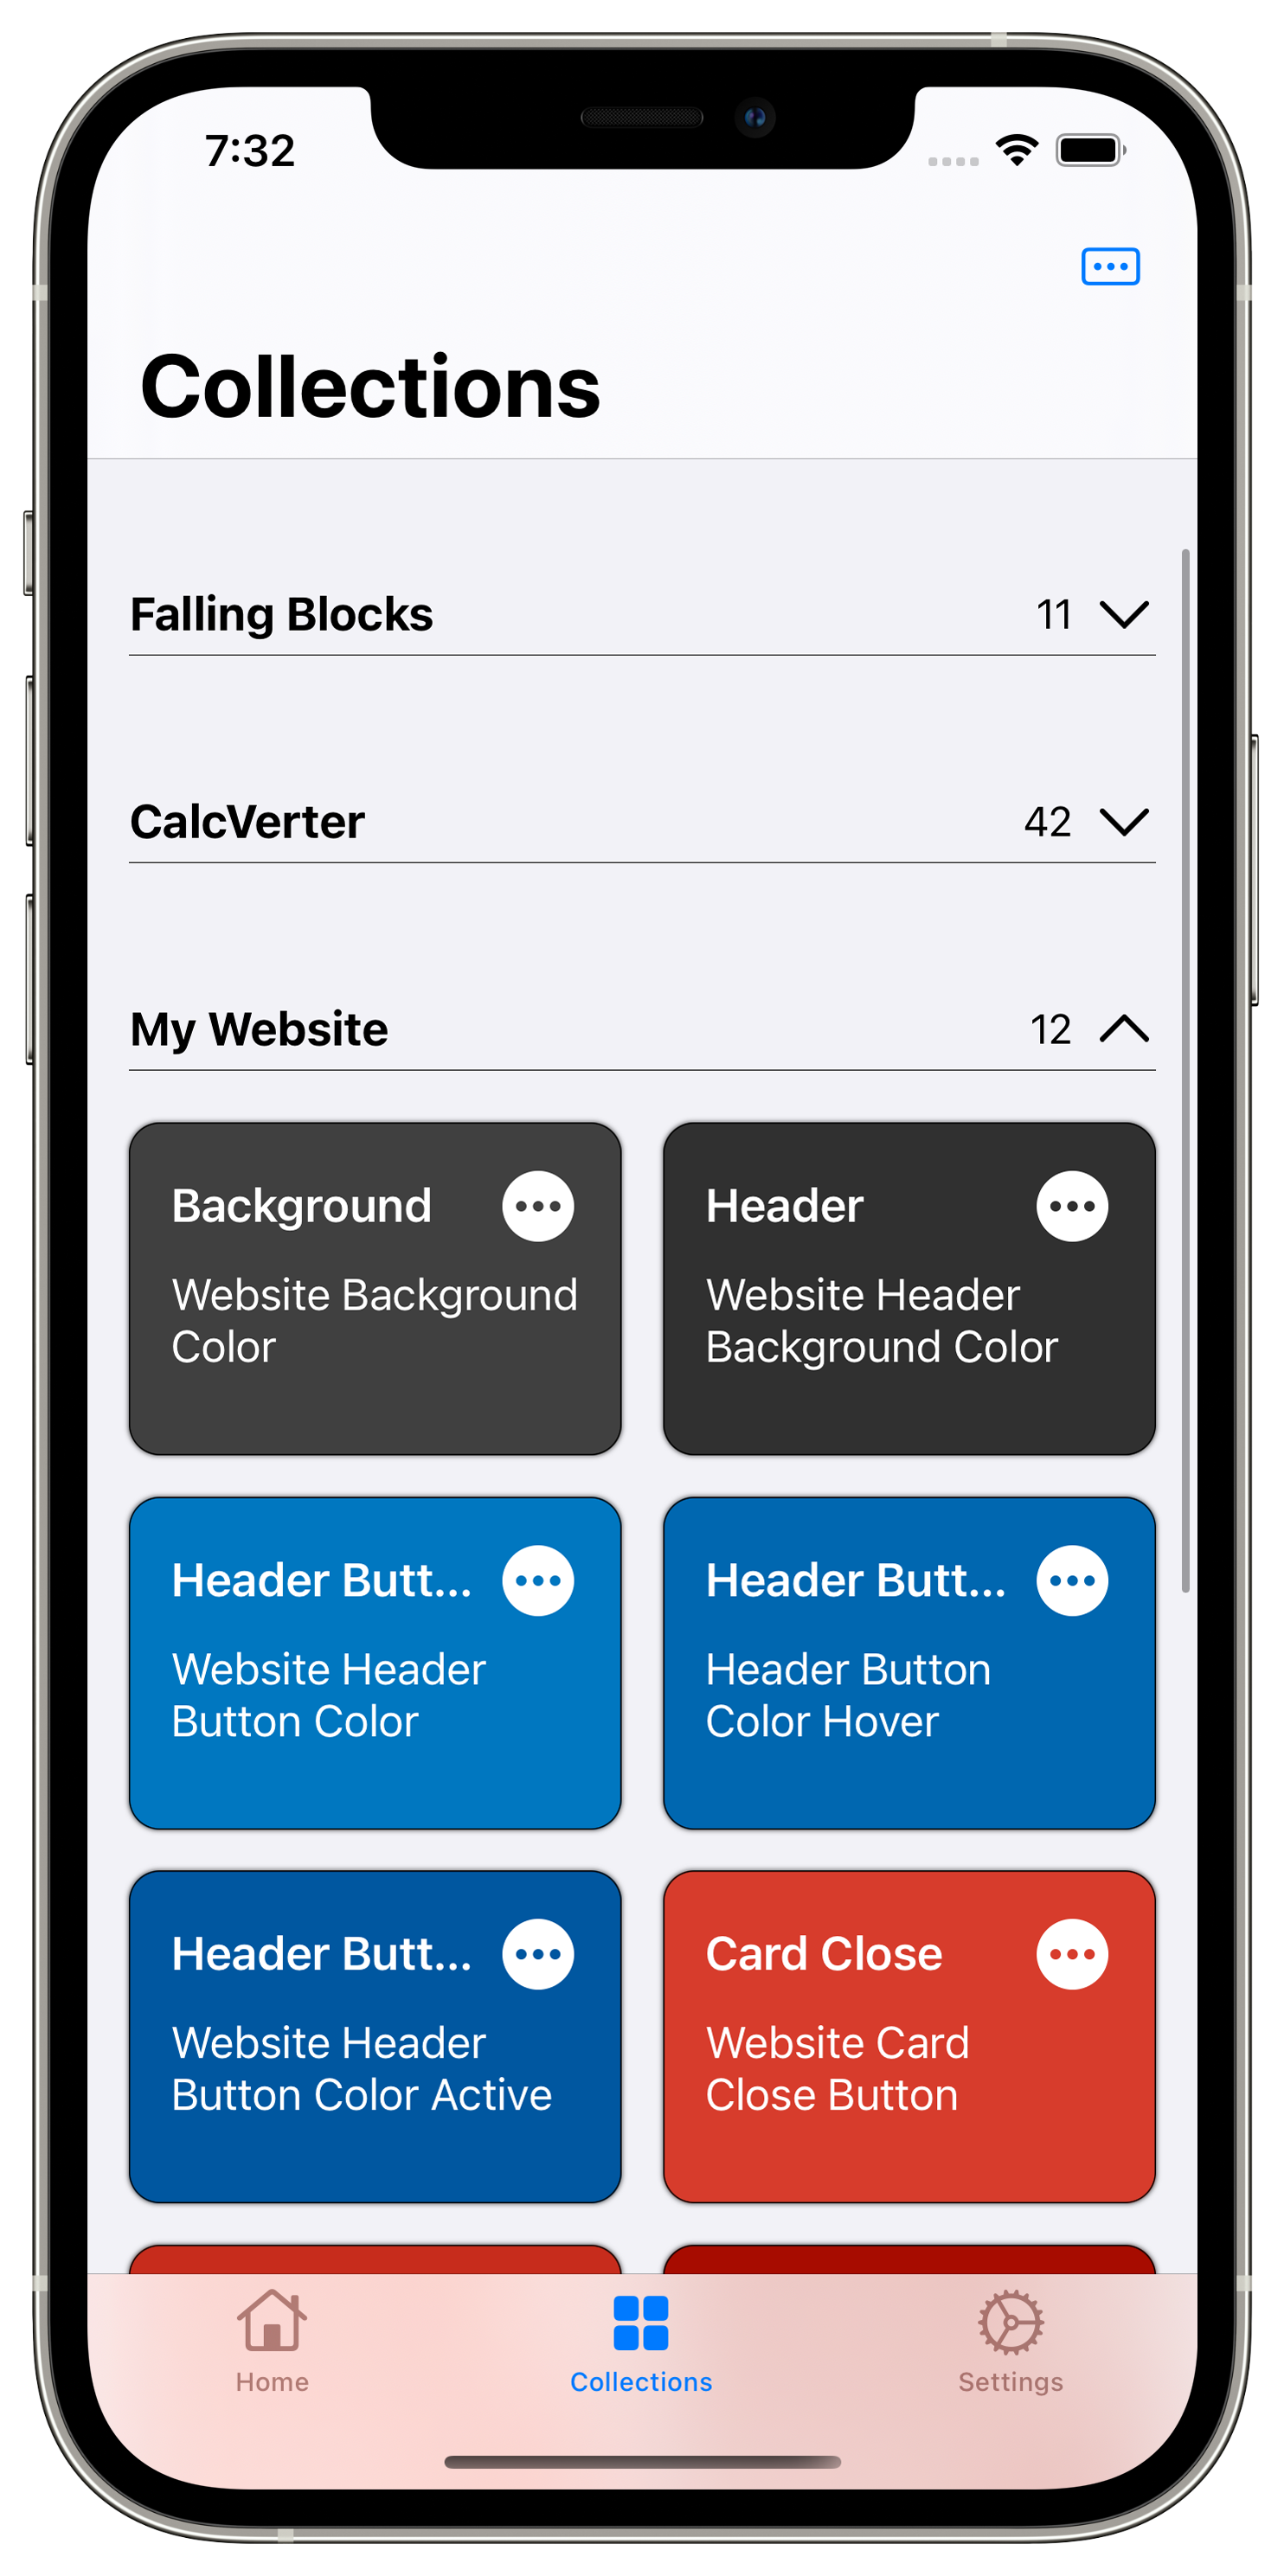 7:32
Collections
Falling Blocks 11
CalcVerter 42
My Website 12
Background
Website Background
Color
Header
Website Header
Background Color
Header Butt...
Website Header
Button Color
Header Butt...
Header Button
Color Hover
Header Butt...
Website Header
Button Color Active
Card Close
Website Card
Close Button
Home
Collections
Settings